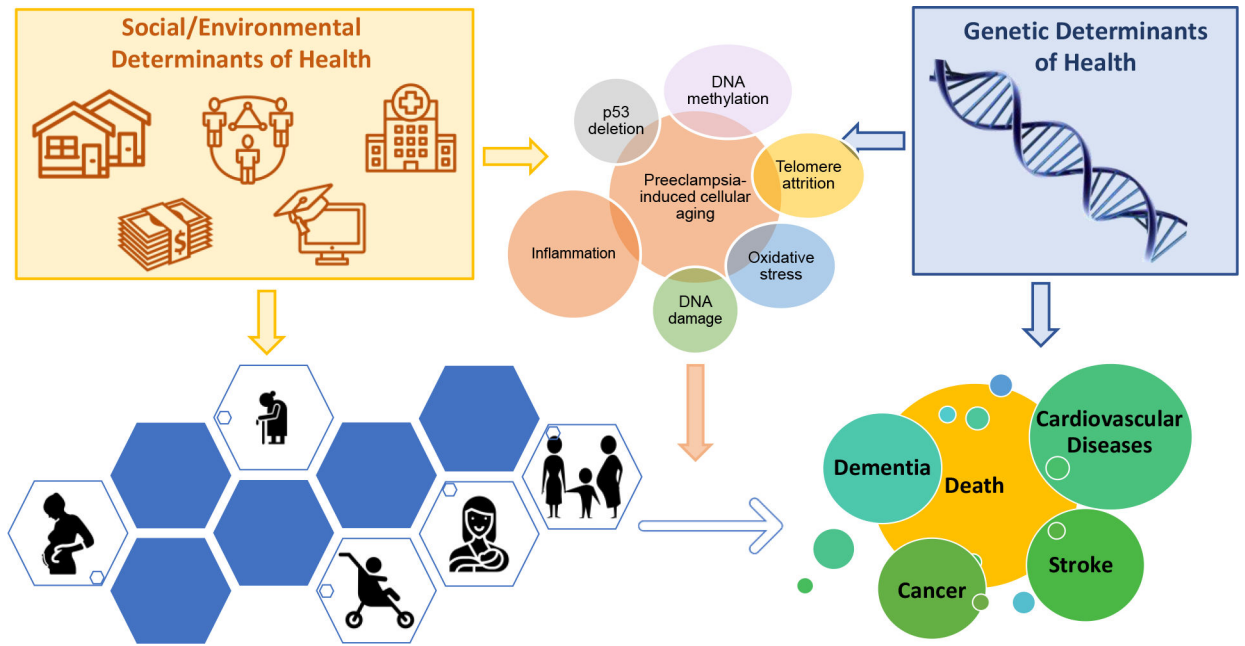 Social/Environmental
Determinants of Health
$
p53
deletion
DNA
methylation
Telomere
attrition
Preeclampsia-
induced cellular
aging
Inflammation
Oxidative
stress
DNA
damage
Genetic Determinants
of Health
Cardiovascular
Diseases
Dementia
Death
Stroke
Cancer